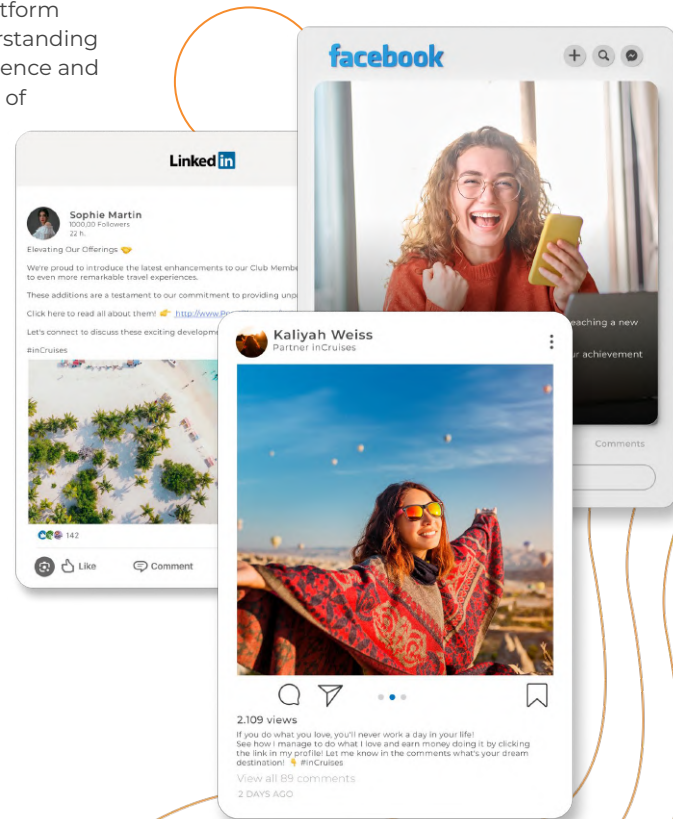 tform
rstanding
ence and
of
facebook
Linked in
Sophie Martin
1000,00 Followers
22 h.
Elevating Our Offerings
We're proud to introduce the latest enhancements to our Club Membe
to even more remarkable travel experiences.
These additions are a testament to our commitment to providing unp
Click here to read all about them! http://www.
Let's connect to discuss these exciting developm
#inCruises
142
Like
Comment
eaching a new
ur achievement
Comments
Kaliyah Weiss
Partner inCruises
2.109 views
If you do what you love, you'll never work a day in your life!
See how I manage to do what I love and earn money doing it by clicking
the link in my profile! Let me know in the comments what's your dream
destination! #inCruises
View all 89 comments
2 DAYS AGO